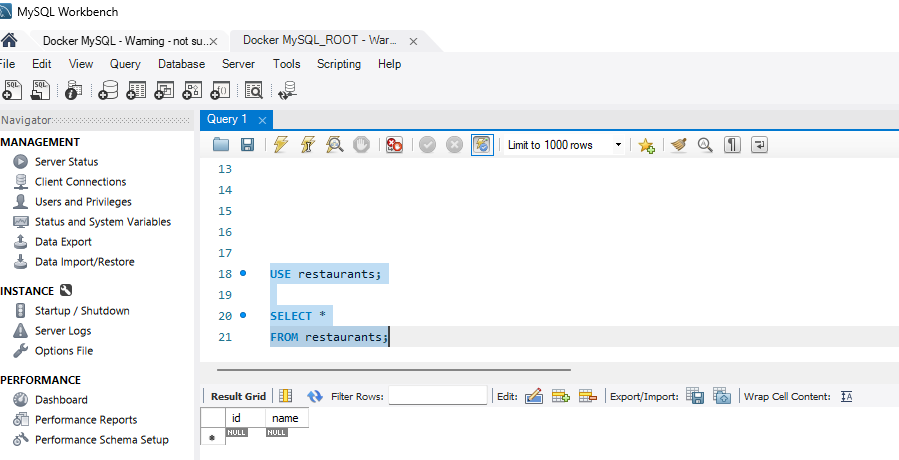 MySQL Workbench
Docker MySQL - Warning - not su...
Docker MySQL_ROOT - War...
File Edit View Query Database Server Tools Scripting Help
Navigator
Query 1
MANAGEMENT
Server Status
Client Connections
Users and Privileges
Status and System Variables
Data Export
Data Import/Restore
INSTANCE
Startup / Shutdown
Server Logs
Options File
PERFORMANCE
Dashboard
Performance Reports
Performance Schema Setup
Limit to 1000 rows
13
14
15
16
17
18 USE restaurants;
19
20 SELECT *
21 FROM restaurants;
Result Grid Filter Rows: Edit: Export/Import: Wrap Cell Content: IA
id name
* NULL NULL